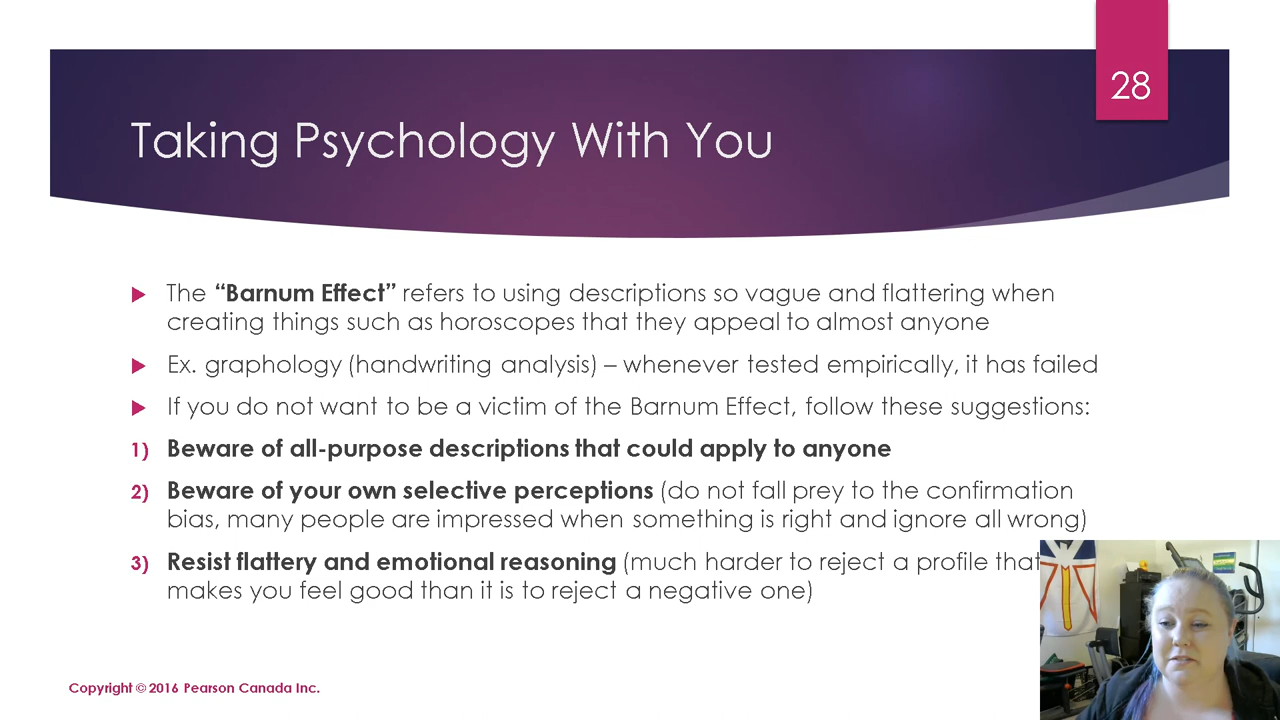 28
Taking Psychology With You
The “Barnum Effect” refers to using descriptions so vague and flattering when
creating things such as horoscopes that they appeal to almost anyone
Ex. graphology (handwriting analysis) – whenever tested empirically, it has failed
If you do not want to be a victim of the Barnum Effect, follow these suggestions:
1) Beware of all-purpose descriptions that could apply to anyone
2) Beware of your own selective perceptions (do not fall prey to the confirmation
bias, many people are impressed when something is right and ignore all wrong)
3) Resist flattery and emotional reasoning (much harder to reject a profile that
makes you feel good than it is to reject a negative one)
Copyright © 2016 Pearson Canada Inc.